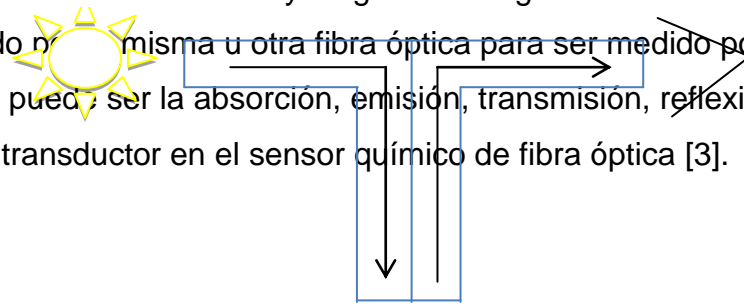 do misma u otra fibra óptica para ser medido
puede ser la absorción, emisión, transmisión,
transductor en el sensor químico de fibra óptica [3].